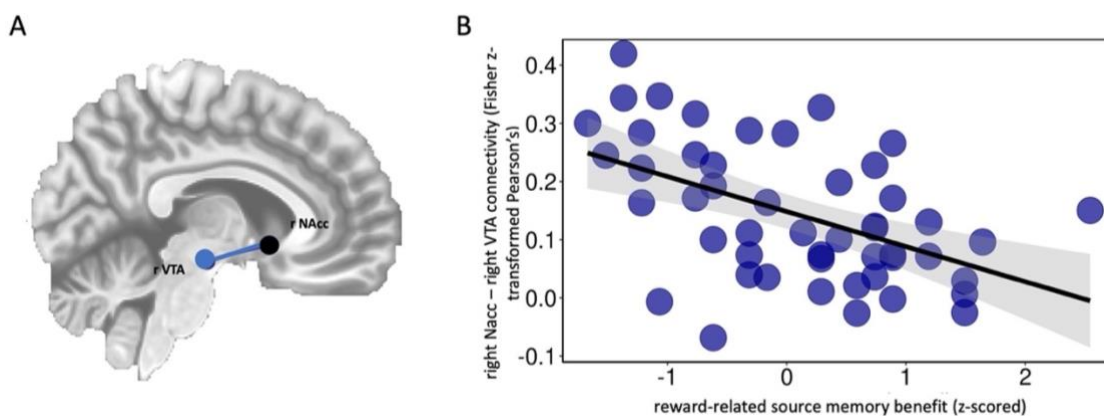 A
r NAcc
r VTA
B
right Nacc – right VTA connectivity (Fisher z-
transformed Pearson's)
0.4
0.3
0.2
0.1
0.0
-0.1
-1
0
1
2
reward-related source memory benefit (z-scored)